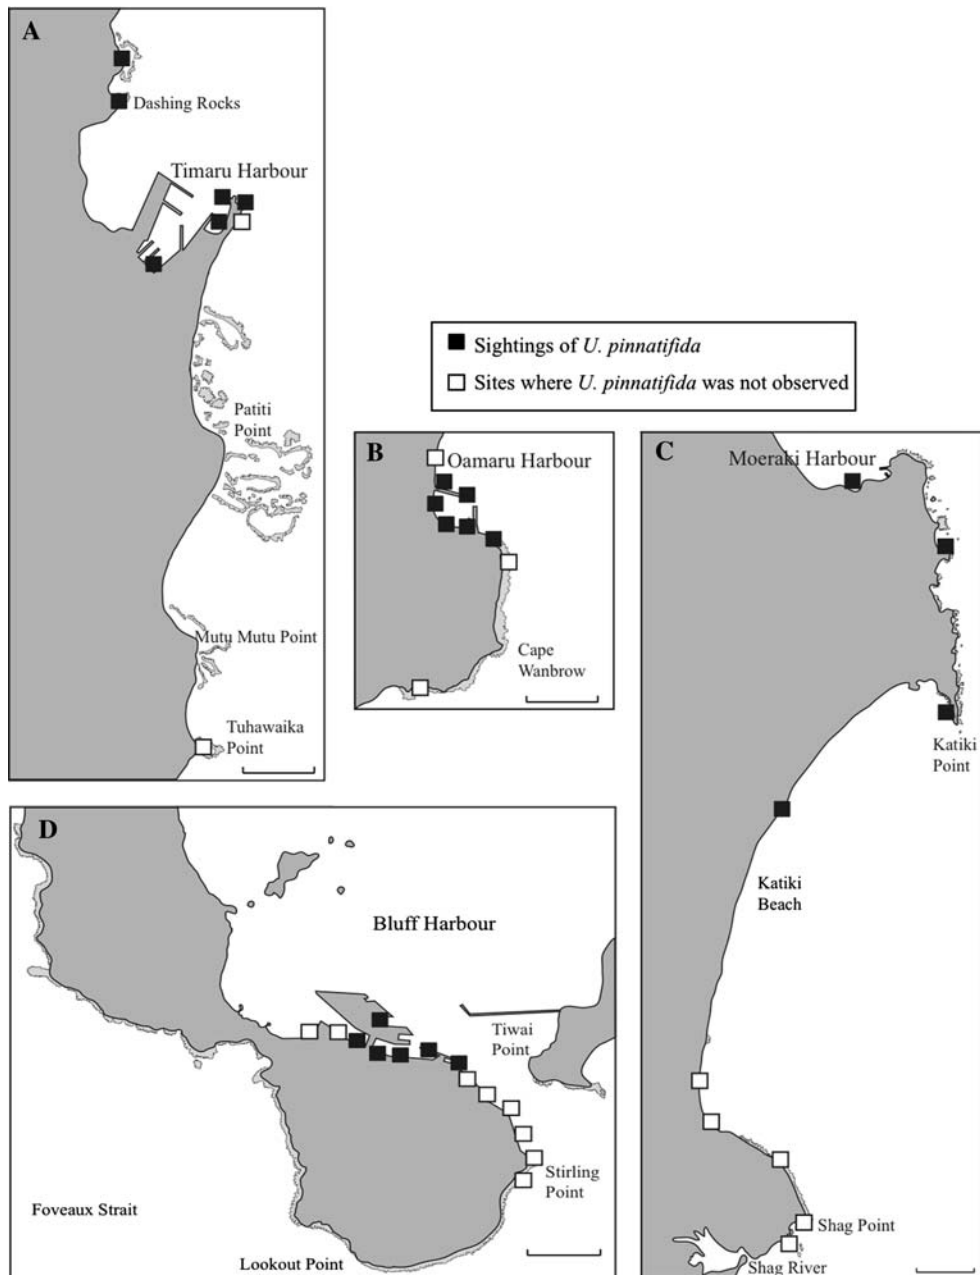 A
Dashing Rocks
Timaru Harbour
Patiti
Point
Mutu Mutu Point
Tuhawaika
Point
Sightings of U. pinnatifida
Sites where U. pinnatifida was not observed
B
Oamaru Harbour
Cape
Wanbrow
C
Moeraki Harbour
Katiki
Point
Katiki
Beach
Shag Point
Shag River
D
Bluff Harbour
Tiwai
Point
Stirling
Point
Foveaux Strait
Lookout Point